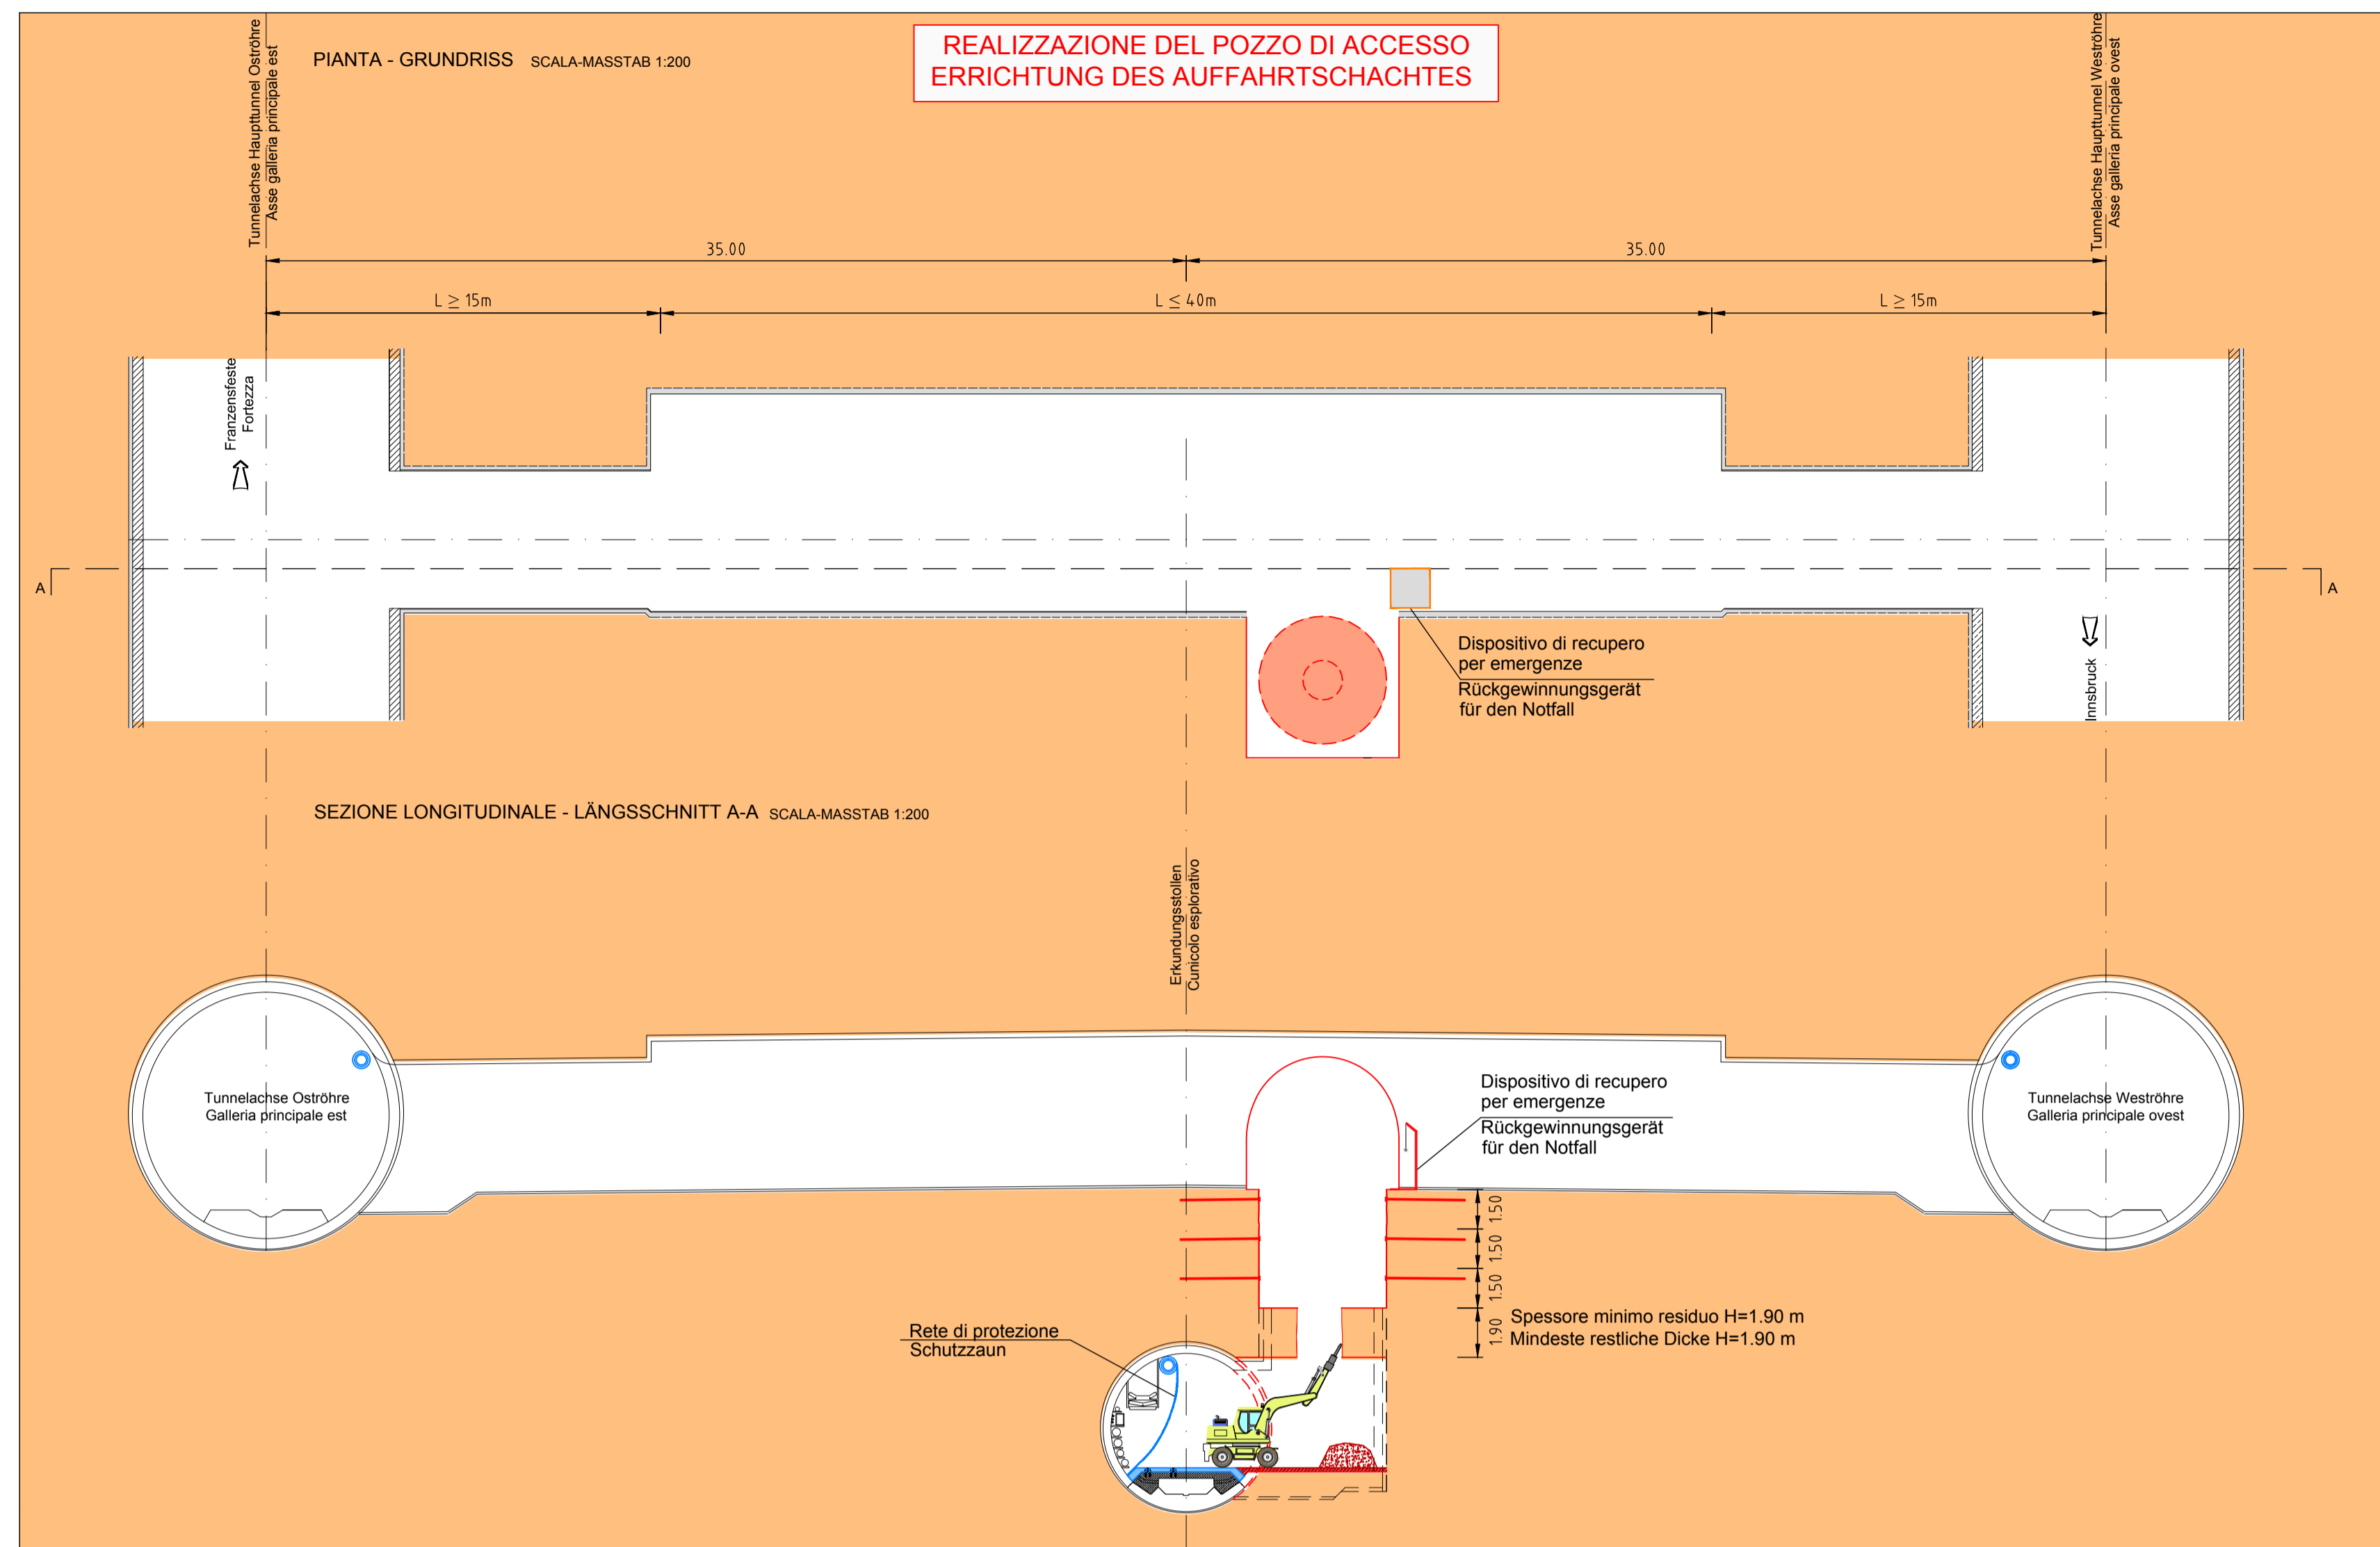 REALIZZAZIONE DEL POZZO DI ACCESSO
ERRICHTUNG DES AUFFAHRTSCHACHTES
PIANTA - GRUNDRISS SCALA-MASSTAB 1:200
Tunnelachse Haupttunnel Oströhre
Asse galleria principale est
Tunnelachse Haupttunnel Weströhre
Asse galleria principale ovest
35.00
35.00
L ≥ 15m
L ≤ 40m
L ≥ 15m
Franzensfeste
Fortezza
A
A
Dispositivo di recupero
per emergenze
Rückgewinnungsgerät
für den Notfall
Innsbruck
SEZIONE LONGITUDINALE - LÄNGSSCHNITT A-A SCALA-MASSTAB 1:200
Erkundungsstollen
Cunicolo esplorativo
Tunnelachse Oströhre
Galleria principale est
Dispositivo di recupero
per emergenze
Rückgewinnungsgerät
für den Notfall
Tunnelachse Weströhre
Galleria principale ovest
1.50
1.50
1.50
1.90
Spessore minimo residuo H=1.90 m
Mindeste restliche Dicke H=1.90 m
Rete di protezione
Schutzzaun